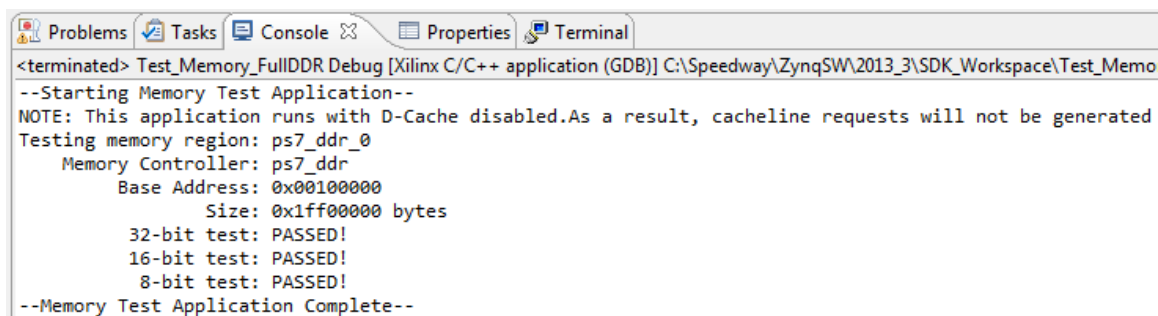 Problems Tasks Console Properties Terminal
<terminated> Test_Memory_FullDDR Debug [Xilinx C/C++ application (GDB)] C:\Speedway\ZynqSW\2013_3\SDK_Workspace\Test_Memo
--Starting Memory Test Application--
NOTE: This application runs with D-Cache disabled.As a result, cacheline requests will not be generated
Testing memory region: ps7_ddr_0
Memory Controller: ps7_ddr
Base Address: 0x00100000
Size: 0x1ff00000 bytes
32-bit test: PASSED!
16-bit test: PASSED!
8-bit test: PASSED!
--Memory Test Application Complete--